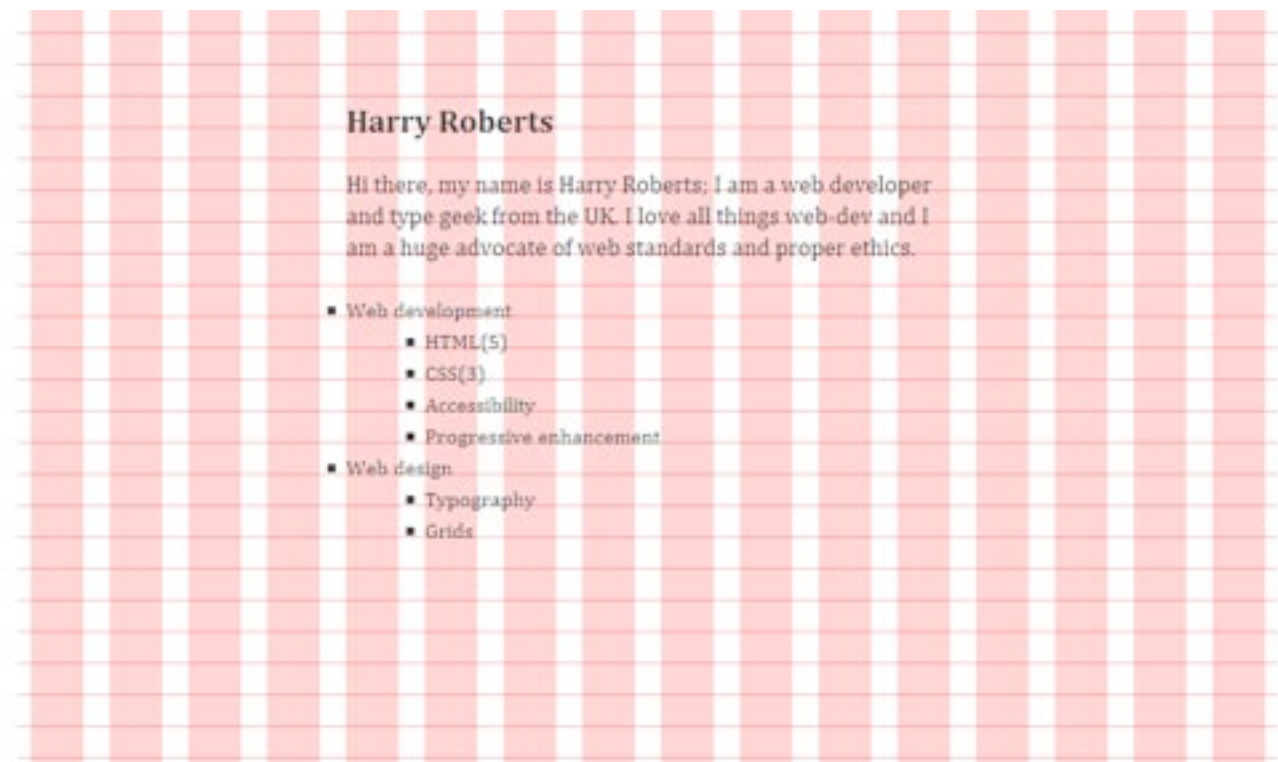 Harry Roberts
Hi there, my name is Harry Roberts; I am a web developer
and type geek from the UK. I love all things web-dev and I
am a huge advocate of web standards and proper ethics.
Web development
HTML(5)
CSS(3)
Accessibility
Progressive enhancement
Web design
Typography
Grids